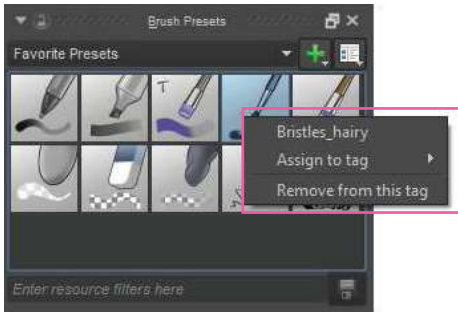 Brush Presets
Favorite Presets
T
Bristles_hairy
Assign to tag
Remove from this tag
Enter resource filters here